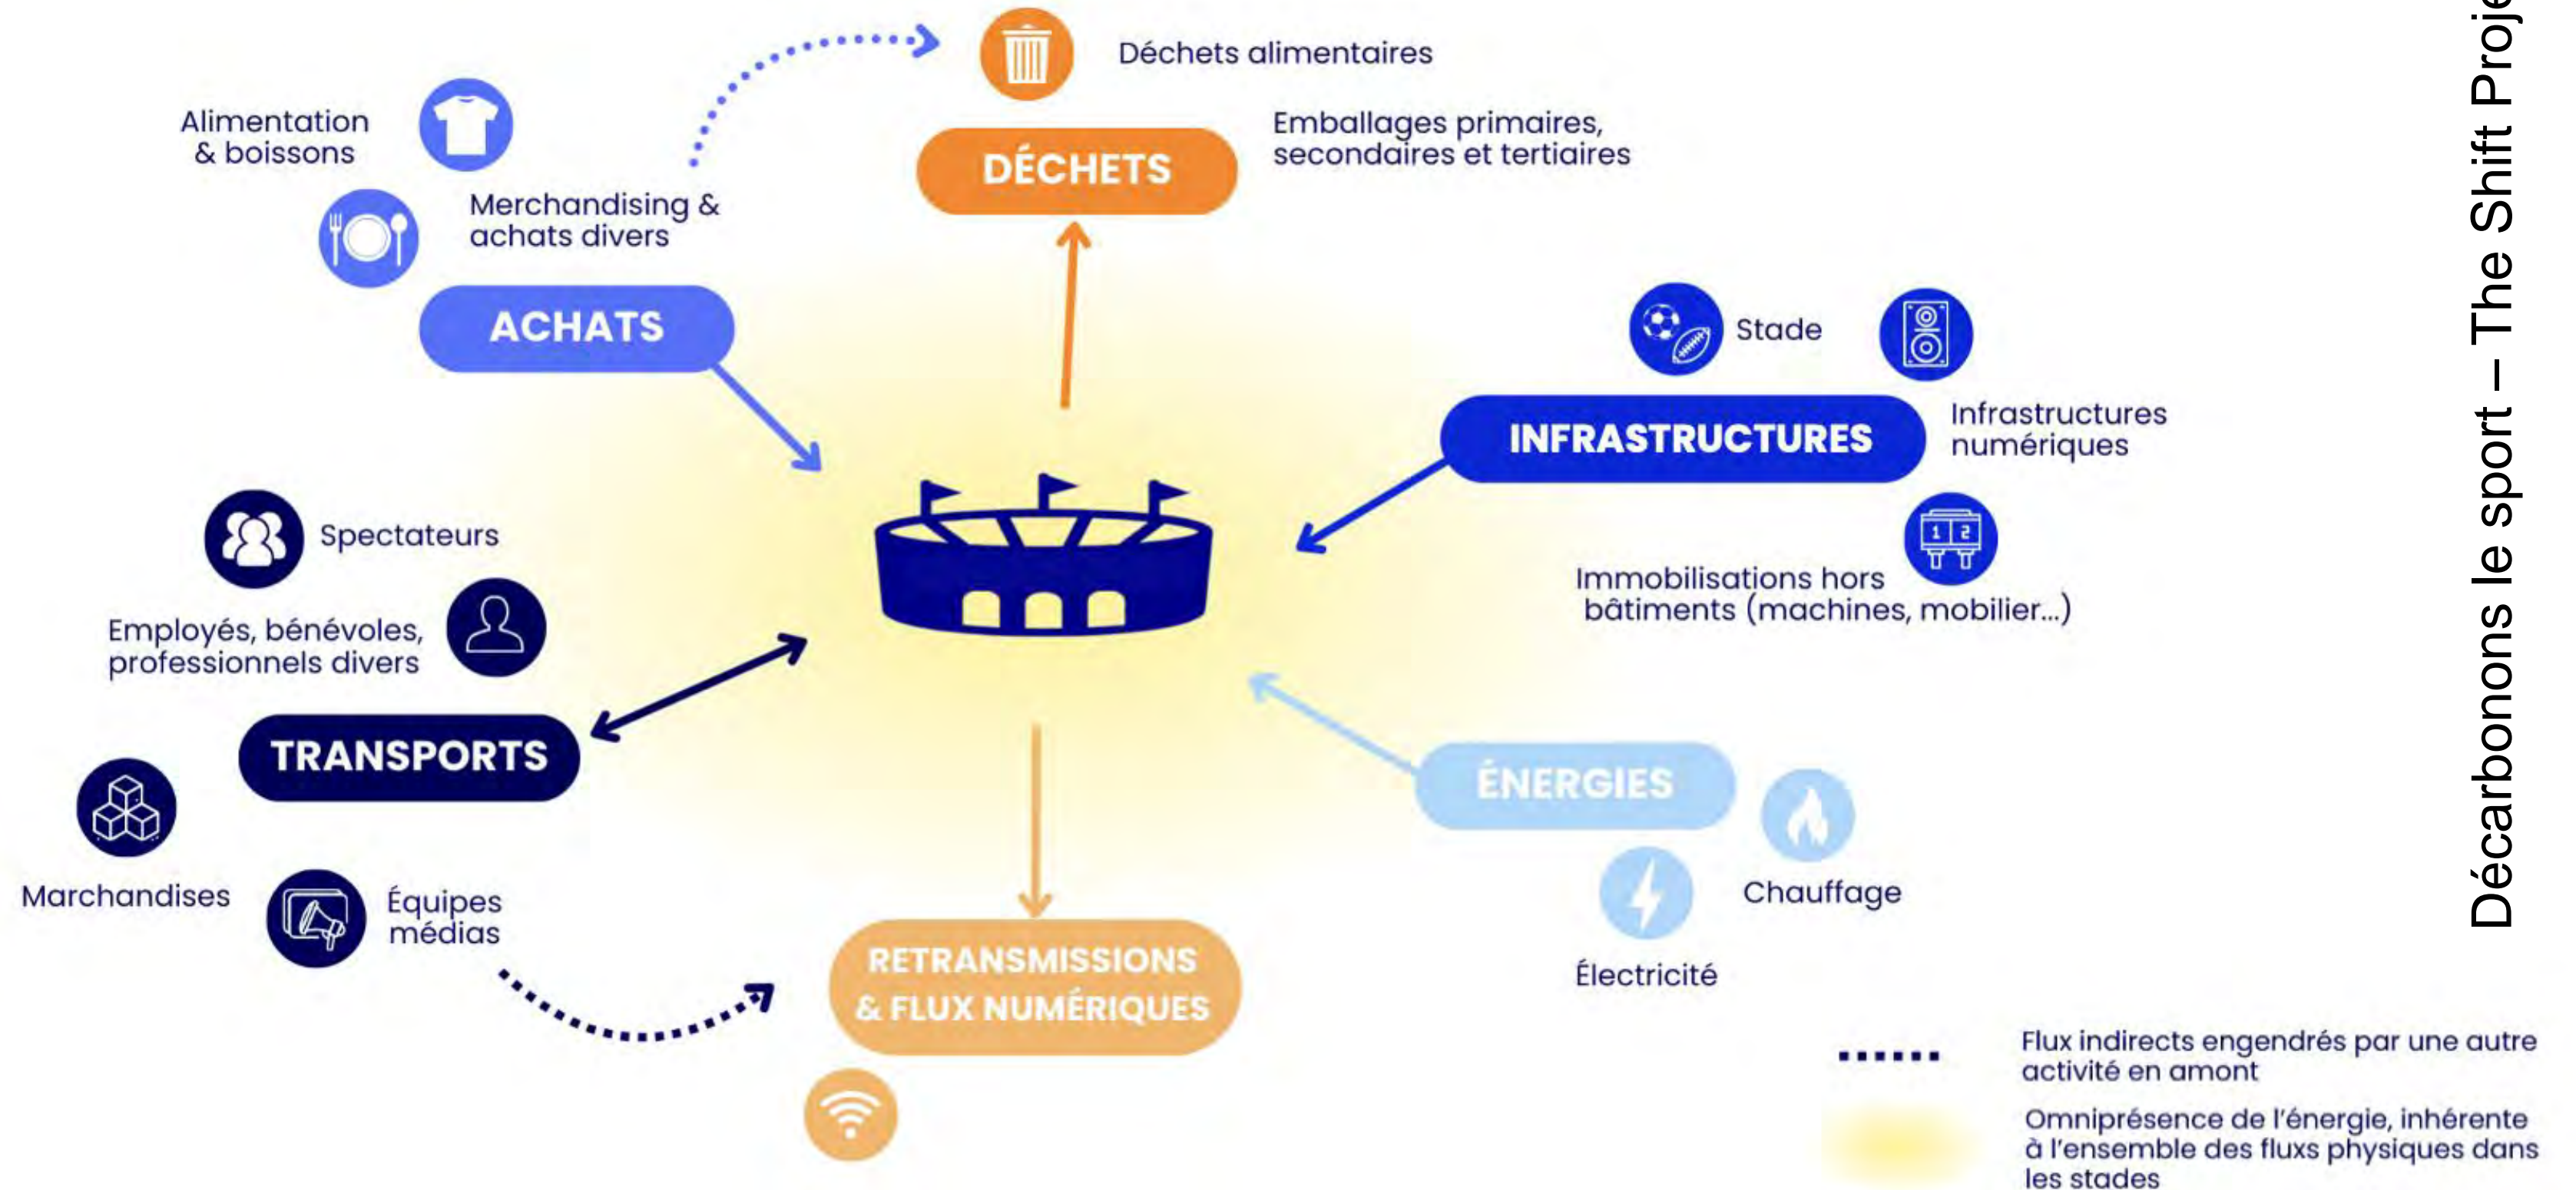 Déchets alimentaires
Emballages primaires,
secondaires et tertiaires
DÉCHETS
Alimentation
& boissons
Merchandising &
achats divers
ACHATS
Stade
INFRASTRUCTURES
Infrastructures
numériques
Immobilisations hors
bâtiments (machines, mobilier...)
1 2
Spectateurs
Employés, bénévoles,
professionnels divers
TRANSPORTS
Marchandises
Équipes
médias
ÉNERGIES
Chauffage
Électricité
RETRANSMISSIONS
& FLUX NUMÉRIQUES
Flux indirects engendrés par une autre
activité en amont
Omniprésence de l'énergie, inhérente
à l'ensemble des fluxs physiques dans
les stades
Décarbonons le sport – The Shift